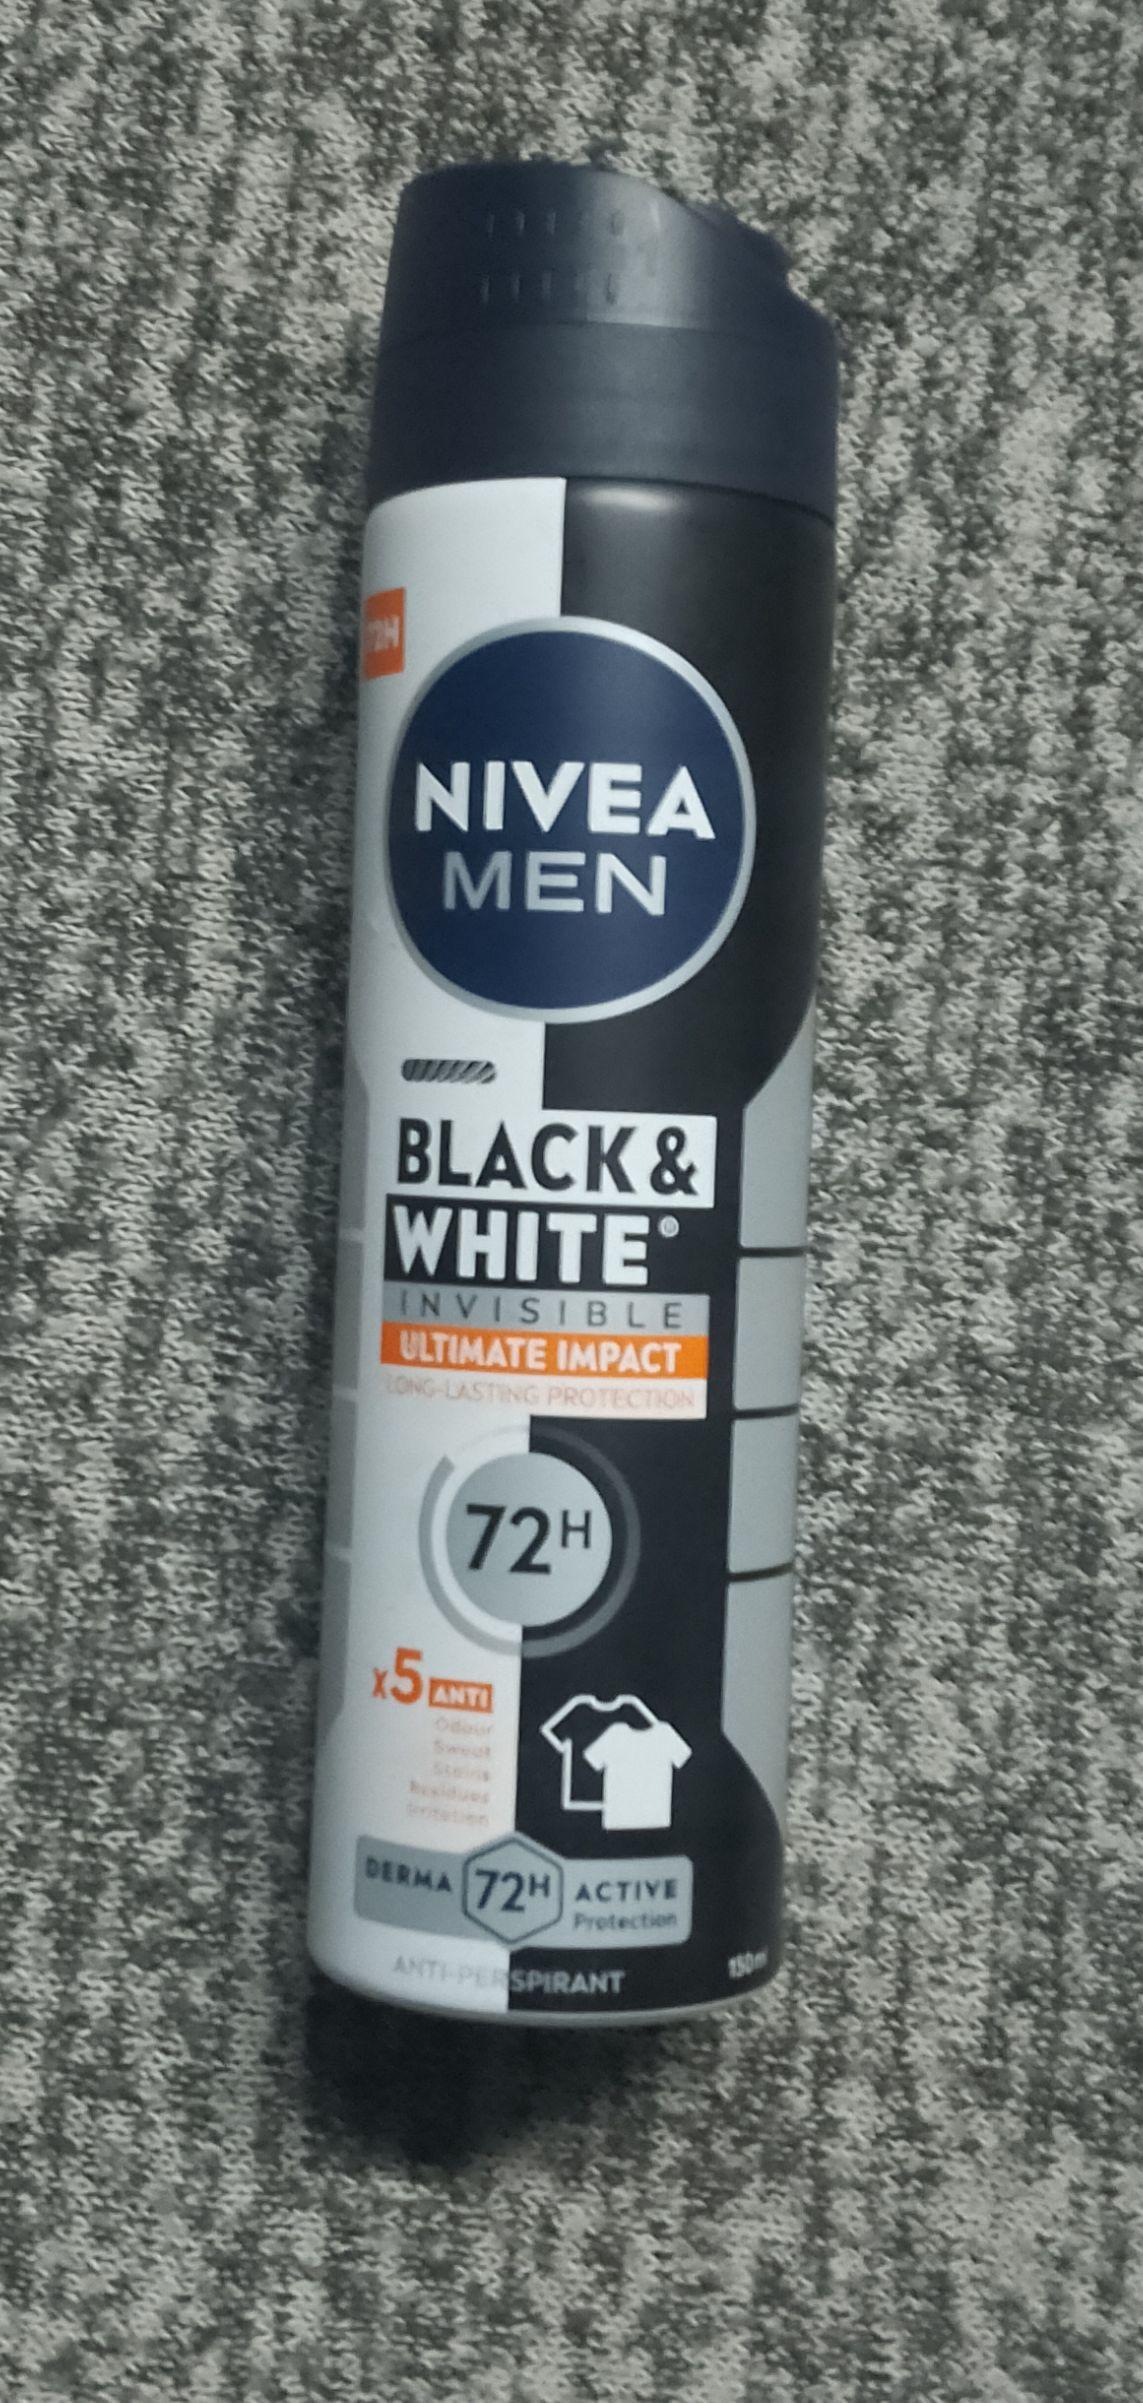 72H
NIVEA
MEN
BLACK &
WHITE®
INVISIBLE
ULTIMATE IMPACT
LONG-LASTING PROTECTION
72H
x5 ANTI
Odour
Sweat
Stains
Residues
Irritation
DERMA 72H ACTIVE
Protection
ANTI-PERSPIRANT
150ml